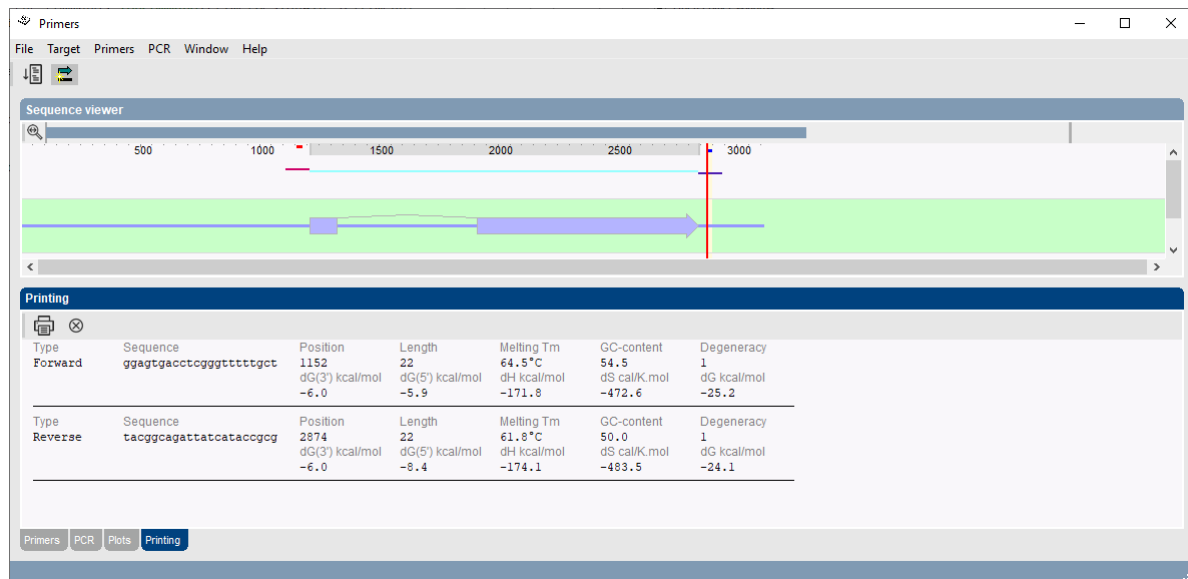 Primers
File Target Primers PCR Window Help
Sequence viewer
500 1000 1500 2000 2500 3000
Printing
Type Sequence Position Length Melting Tm GC-content Degeneracy
Forward ggagtgacctcgggtttttgct 1152 22 64.5°C 54.5 1
dG(3') kcal/mol dG(5') kcal/mol dH kcal/mol dS cal/K.mol dG kcal/mol
-6.0 -5.9 -171.8 -472.6 -25.2
Type Sequence Position Length Melting Tm GC-content Degeneracy
Reverse tacggcagattatcataccgcg 2874 22 61.8°C 50.0 1
dG(3') kcal/mol dG(5') kcal/mol dH kcal/mol dS cal/K.mol dG kcal/mol
-6.0 -8.4 -174.1 -483.5 -24.1
Primers PCR Plots Printing